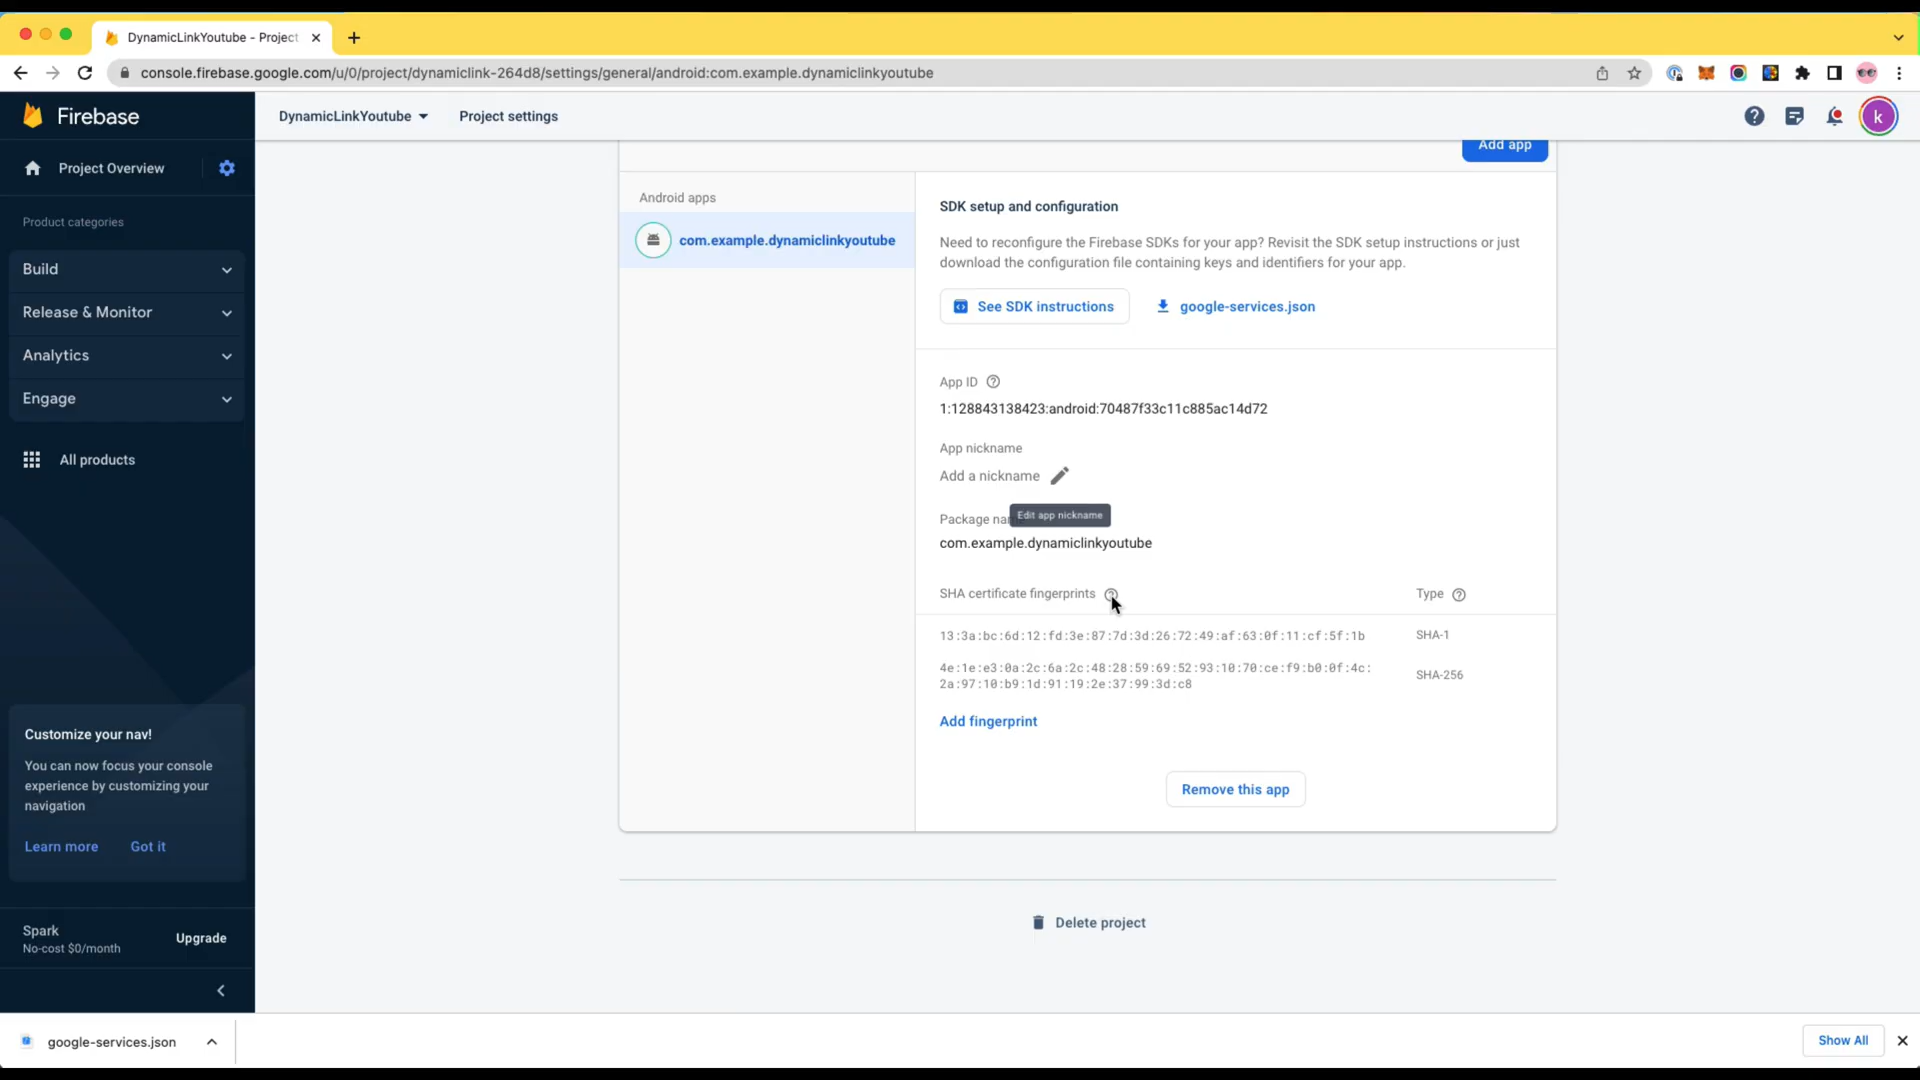 DynamicLinkYoutube - Project
console.firebase.google.com/u/0/project/dynamiclink-264d8/settings/general/android:com.example.dynamiclinkyoutube
Firebase
DynamicLinkYoutube
Project settings
k
Project Overview
Product categories
Build
Release & Monitor
Analytics
Engage
All products
Customize your nav!
You can now focus your console
experience by customizing your
navigation
Learn more
Got it
Spark
No-cost $0/month
Upgrade
Add app
Android apps
com.example.dynamiclinkyoutube
SDK setup and configuration
Need to reconfigure the Firebase SDKs for your app? Revisit the SDK setup instructions or just
download the configuration file containing keys and identifiers for your app.
See SDK instructions
google-services.json
App ID
1:128843138423:android:70487f33c11c885ac14d72
App nickname
Add a nickname
Edit app nickname
Package na
com.example.dynamiclinkyoutube
SHA certificate fingerprints
Type
13:3a:bc:6d:12:fd:3e:87:7d:3d:26:72:49:af:63:0f:11:cf:5f:1b
SHA-1
4e:1e:e3:0a:2c:6a:2c:48:28:59:69:52:93:10:70:ce:f9:b0:0f:4c:
2a:97:10:b9:1d:91:19:2e:37:99:3d:c8
SHA-256
Add fingerprint
Remove this app
Delete project
google-services.json
Show All